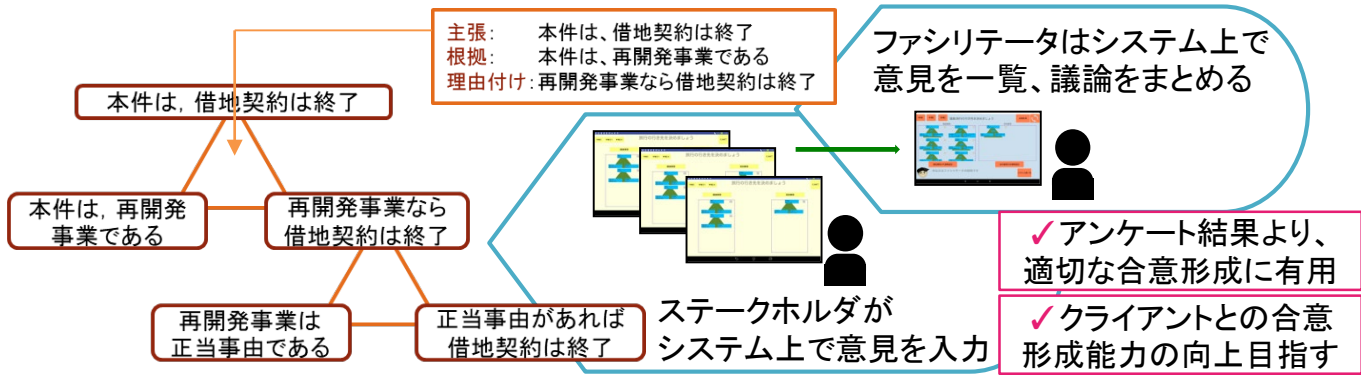 主張: 本件は、借地契約は終了
根拠: 本件は、再開発事業である
理由付け:再開発事業なら借地契約は終了
本件は,借地契約は終了
本件は,再開発
事業である
再開発事業なら
借地契約は終了
再開発事業は
正当事由である
正当事由があれば
借地契約は終了
ファシリテータはシステム上で
意見を一覧、議論をまとめる
ステークホルダが
システム上で意見を入力
✓アンケート結果より、
適切な合意形成に有用
✓クライアントとの合意
形成能力の向上目指す